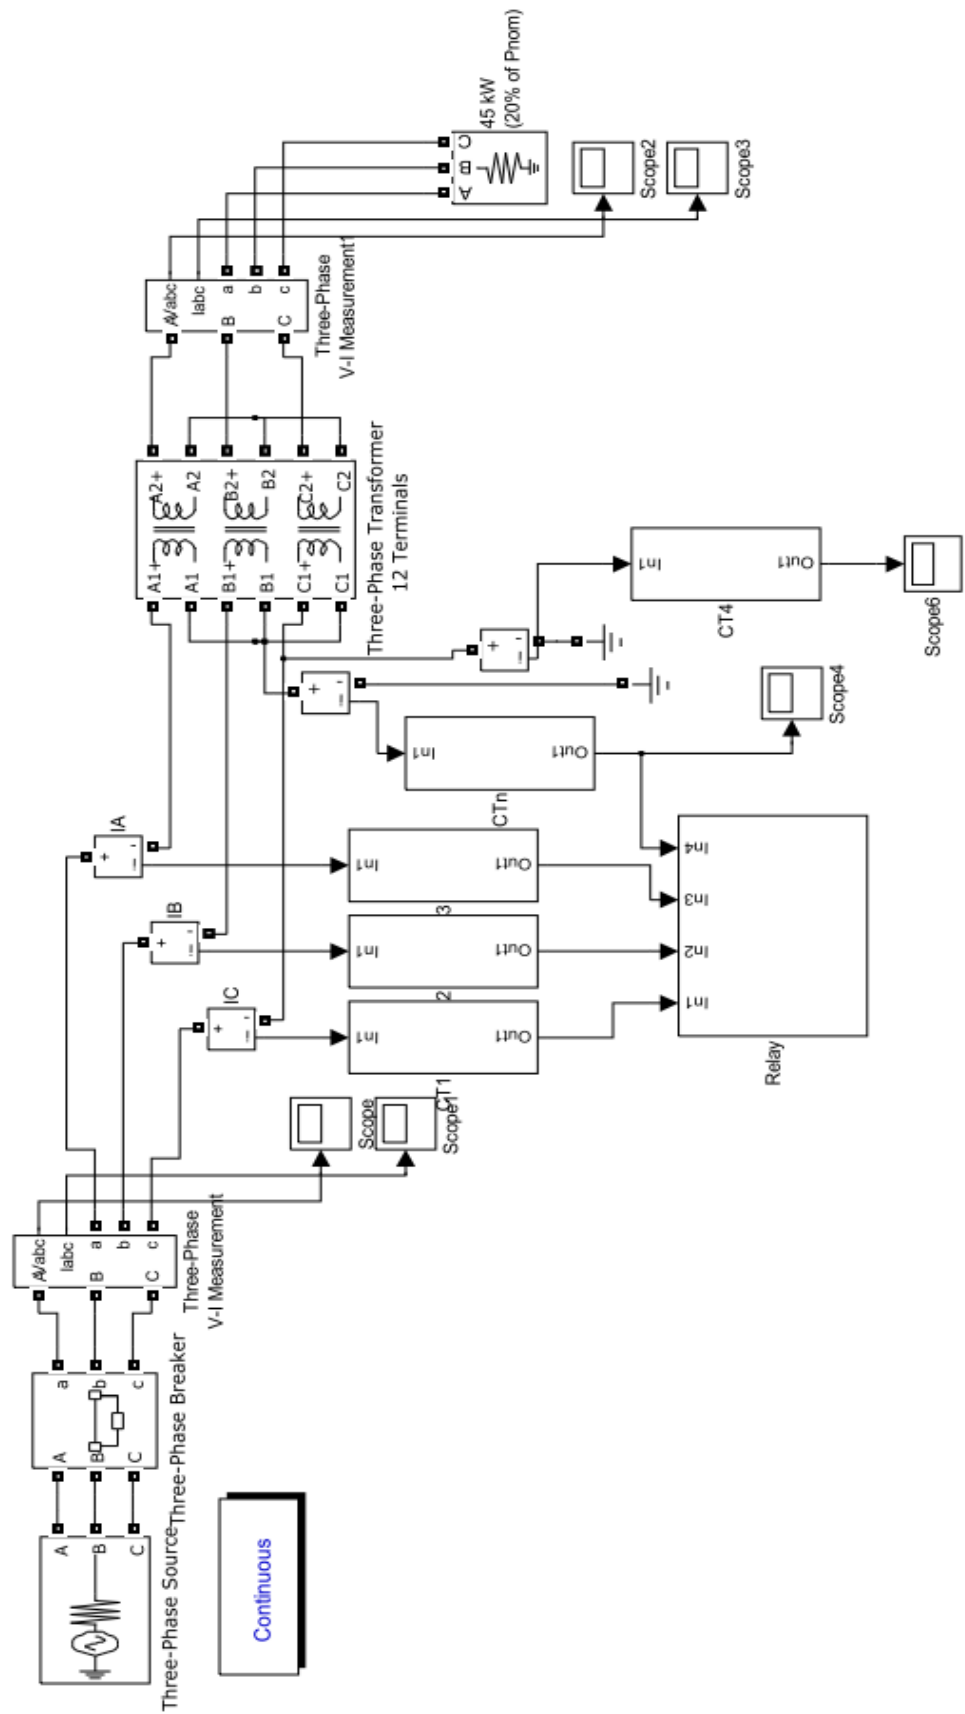 Continuous
Three-Phase Source
A
B
C
Three-Phase Breaker
A
B
C
a
b
c
Three-Phase
V-I Measurement
A
B
C
Vabc
Iabc
a
b
c
Scope
Scope1
IA
+
-
i
IB
+
-
i
IC
+
-
i
In1
Out1
CT1
In1
Out1
2
In1
Out1
3
In1
Out1
CTn
Relay
In1
In2
In3
In4
Scope4
+
-
i
+
-
i
In1
Out1
CT4
Scope6
Three-Phase Transformer
12 Terminals
A1+
A1
B1+
B1
C1+
C1
A2+
A2
B2+
B2
C2+
C2
Three-Phase
V-I Measurement1
A
B
C
Vabc
Iabc
a
b
c
A
B
C
45 kW
(20% of Pnom)
Scope2
Scope3